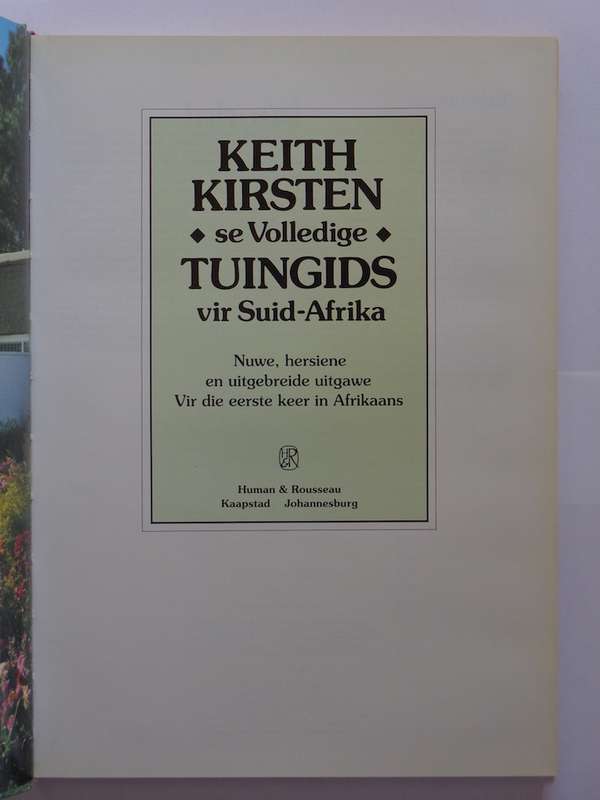 KEITH
KIRSTEN
◆ se Volledige ◆
TUINGIDS
vir Suid-Afrika
Nuwe, hersiene
en uitgebreide uitgawe
Vir die eerste keer in Afrikaans
H&R
Human & Rousseau
Kaapstad Johannesburg